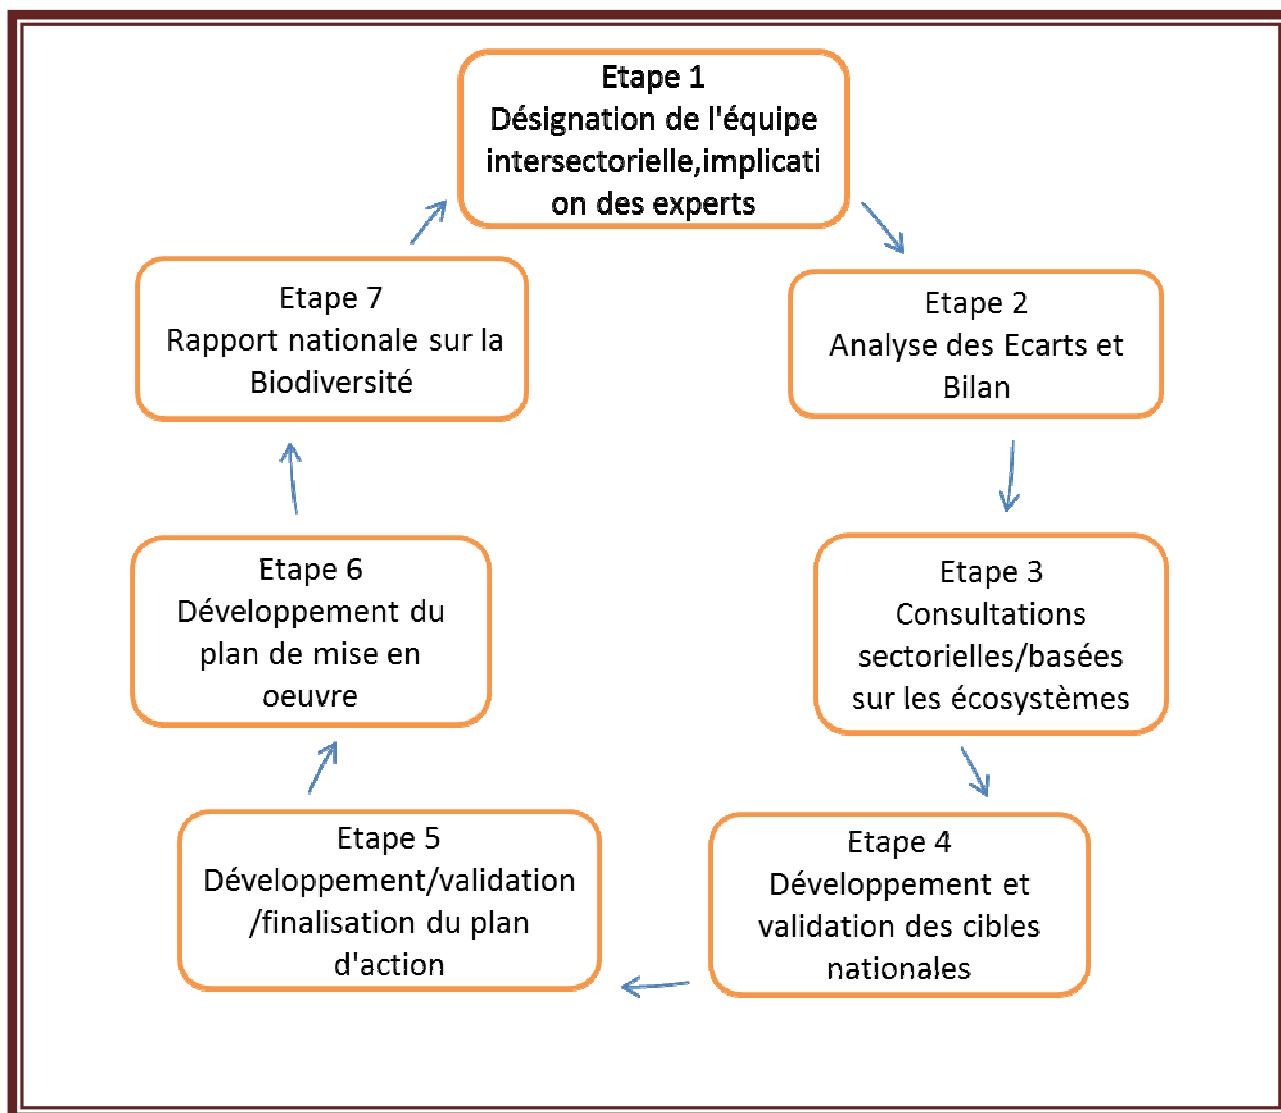 Etape 1
Désignation de l'équipe
intersectorielle,implicati
on des experts
Etape 2
Analyse des Ecarts et
Bilan
Etape 3
Consultations
sectorielles/basées
sur les écosystèmes
Etape 4
Développement et
validation des cibles
nationales
Etape 5
Développement/validation
/finalisation du plan
d'action
Etape 6
Développement du
plan de mise en
oeuvre
Etape 7
Rapport nationale sur la
Biodiversité